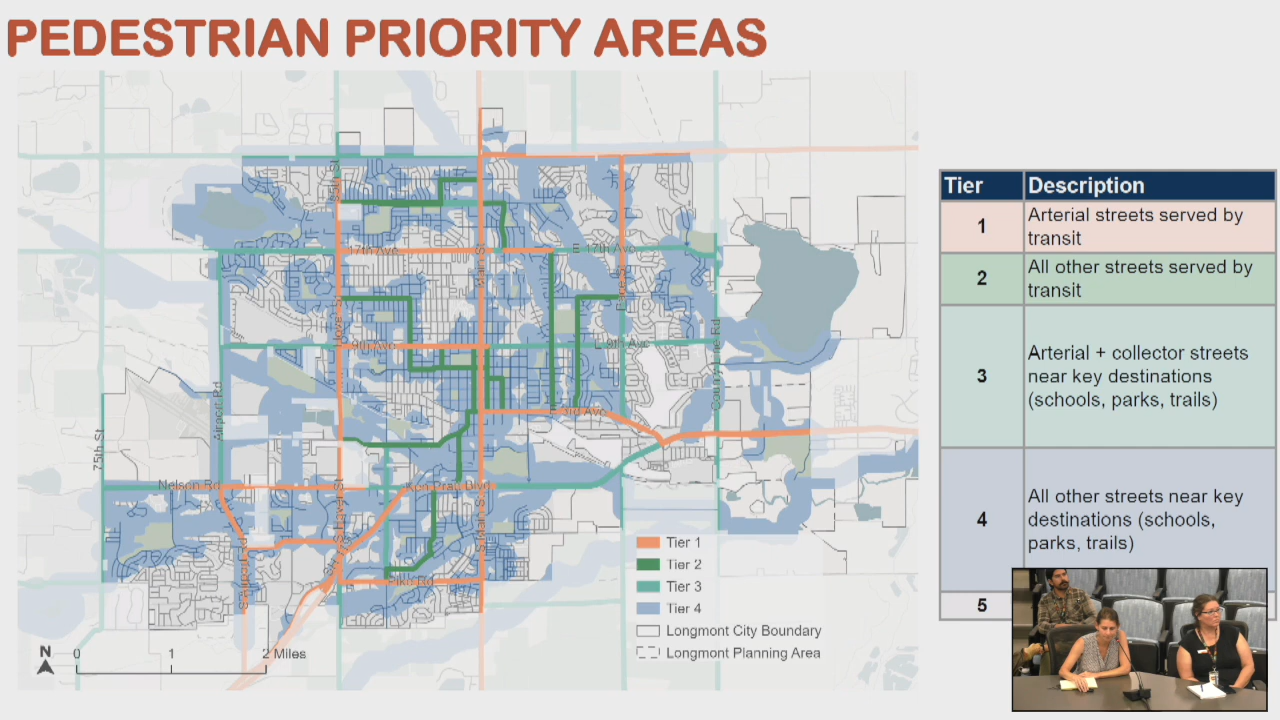 PEDESTRIAN PRIORITY AREAS
Tier Description
1 Arterial streets served by
transit
2 All other streets served by
transit
3 Arterial + collector streets
near key destinations
(schools, parks, trails)
4 All other streets near key
destinations (schools,
parks, trails)
5
17th Ave
E 17th Ave
Main St
9th Ave
E 9th Ave
3rd Ave
Airport Rd
75th St
County Line Rd
Nelson Rd
Ken Pratt Blvd
S Main St
Tier 1
Tier 2
Tier 3
Tier 4
Longmont City Boundary
Longmont Planning Area
N
0 1 2 Miles